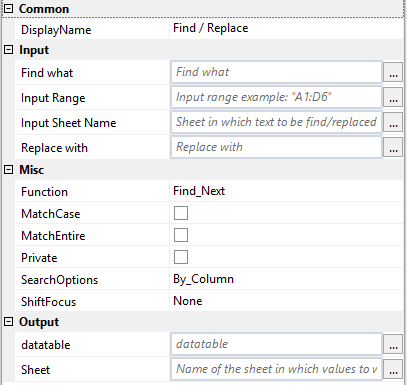 Common
DisplayName Find / Replace
Input
Find what Find what ...
Input Range Input range example: "A1:D6" ...
Input Sheet Name Sheet in which text to be find/replaced ...
Replace with Replace with ...
Misc
Function Find_Next
MatchCase
MatchEntire
Private
SearchOptions By_Column
ShiftFocus None
Output
datatable datatable ...
Sheet Name of the sheet in which values to ...